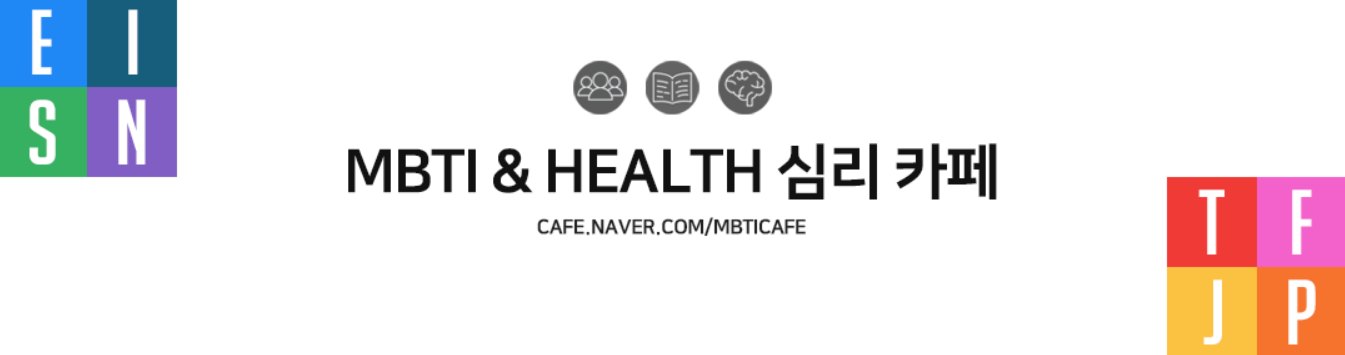 E I
S N
MBTI & HEALTH 심리 카페
CAFE.NAVER.COM/MBTICAFE
T F
J P